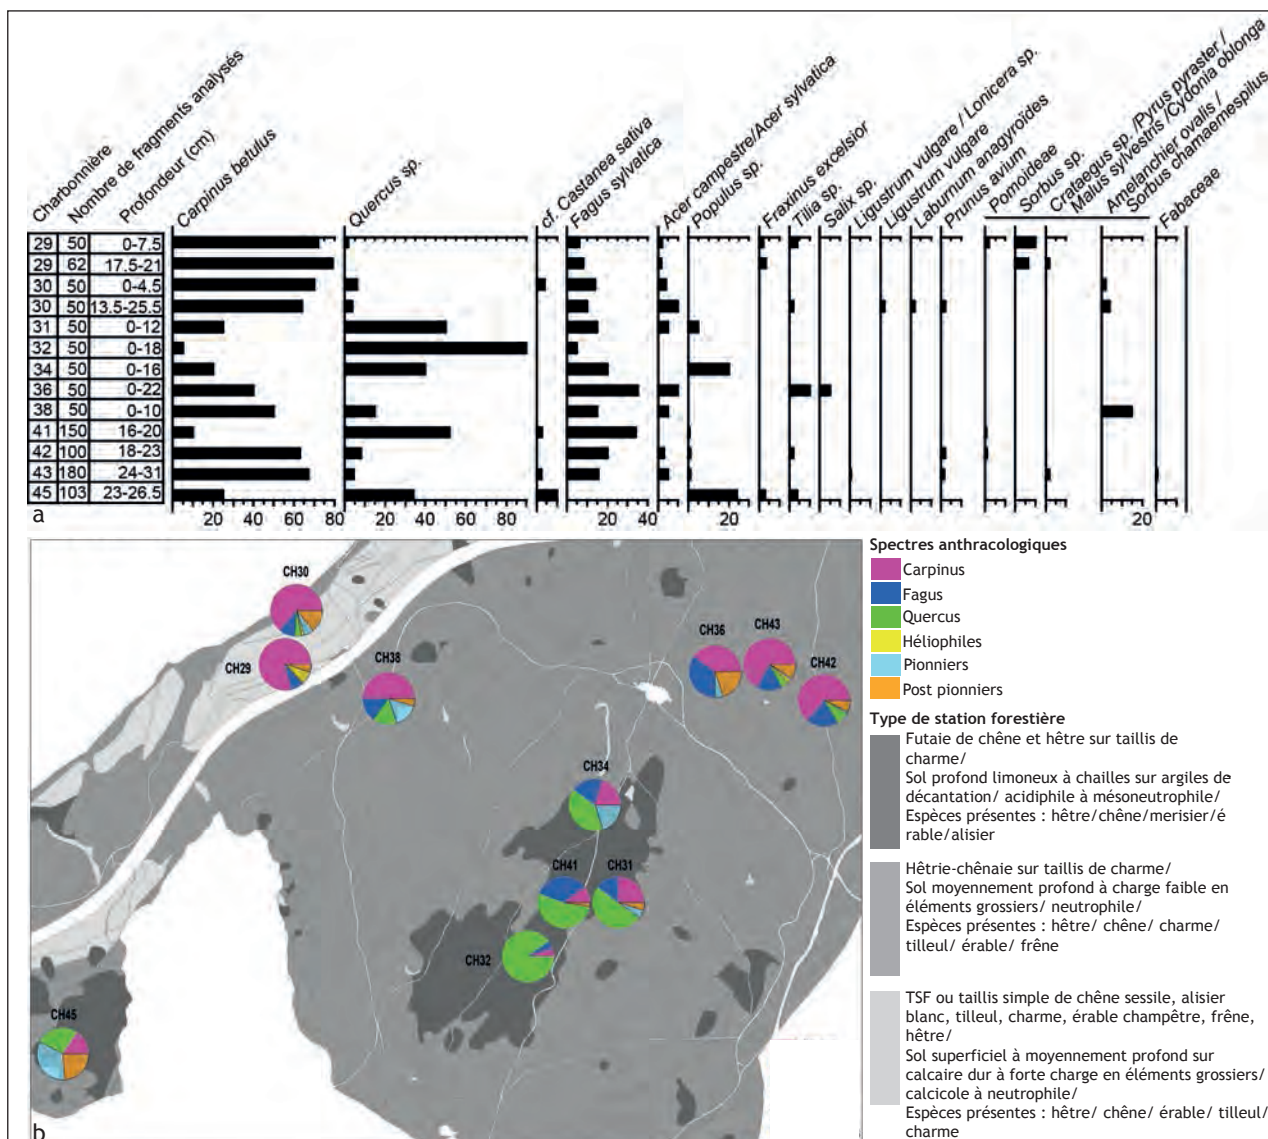 Charbonnière
Nombre de fragments analysés
Profondeur (cm)
Carpinus betulus
Quercus sp.
cf. Castanea sativa
Fagus sylvatica
Acer campestre/Acer sylvatica
Populus sp.
Fraxinus excelsior
Tilia sp.
Salix sp.
Ligustrum vulgare / Lonicera sp.
Ligustrum vulgare
Laburnum anagyroïdes
Prunus avium
Pomoideae
Sorbus sp.
Crataegus sp. /Pyrus pyraster /
Malus sylvestris /Cydonia oblonga
Amelanchier ovalis /
Sorbus chamaemespilus
Fabaceae
29 50 0-7.5
29 62 17.5-21
30 50 0-4.5
30 50 13.5-25.5
31 50 0-12
32 50 0-18
34 50 0-16
36 50 0-22
38 50 0-10
41 150 16-20
42 100 18-23
43 180 24-31
45 103 23-26.5
a
20 40 60 80 20 40 60 80 20 40 20 20
CH30
CH29
CH38
CH36
CH43
CH42
CH34
CH41
CH31
CH32
CH45
b
Spectres anthracologiques
Carpinus
Fagus
Quercus
Héliophiles
Pionniers
Post pionniers
Type de station forestière
Futaie de chêne et hêtre sur taillis de
charme/
Sol profond limoneux à chailles sur argiles de
décantation/ acidiphile à mésoneutrophile/
Espèces présentes : hêtre/chêne/merisier/é
rable/alisier
Hêtrie-chênaie sur taillis de charme/
Sol moyennement profond à charge faible en
éléments grossiers/ neutrophile/
Espèces présentes : hêtre/ chêne/ charme/
tilleul/ érable/ frêne
TSF ou taillis simple de chêne sessile, alisier
blanc, tilleul, charme, érable champêtre, frêne,
hêtre/
Sol superficiel à moyennement profond sur
calcaire dur à forte charge en éléments grossiers/
calcicole à neutrophile/
Espèces présentes : hêtre/ chêne/ érable/ tilleul/
charme